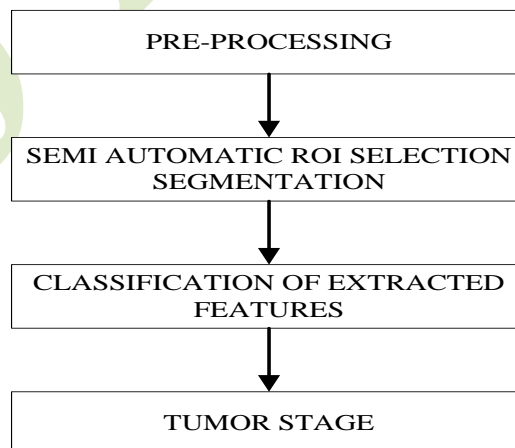 PRE-PROCESSING
SEMI AUTOMATIC ROI SELECTION
SEGMENTATION
CLASSIFICATION OF EXTRACTED
FEATURES
TUMOR STAGE